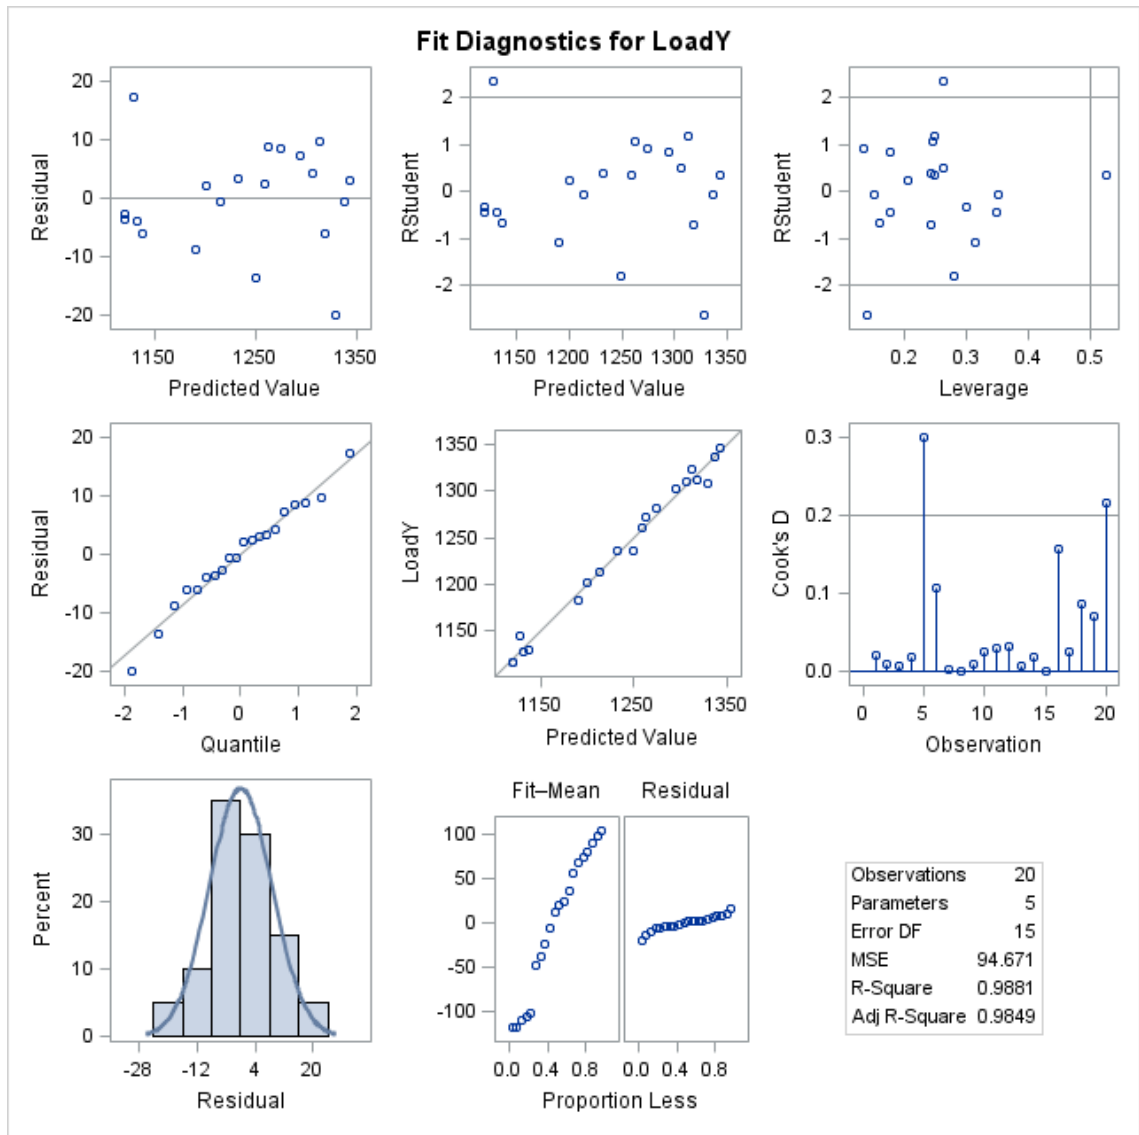 Fit Diagnostics for LoadY
Residual
20
10
0
-10
-20
1150 1250 1350
Predicted Value
RStudent
2
1
0
-1
-2
1150 1200 1250 1300 1350
Predicted Value
RStudent
2
1
0
-1
-2
0.2 0.3 0.4 0.5
Leverage
Residual
20
10
0
-10
-20
-2 -1 0 1 2
Quantile
LoadY
1350
1300
1250
1200
1150
1150 1250 1350
Predicted Value
Cook's D
0.3
0.2
0.1
0.0
0 5 10 15 20
Observation
Percent
30
20
10
0
-28 -12 4 20
Residual
Fit–Mean Residual
100
50
0
-50
-100
0.0 0.4 0.8 0.0 0.4 0.8
Proportion Less
Observations 20
Parameters 5
Error DF 15
MSE 94.671
R-Square 0.9881
Adj R-Square 0.9849